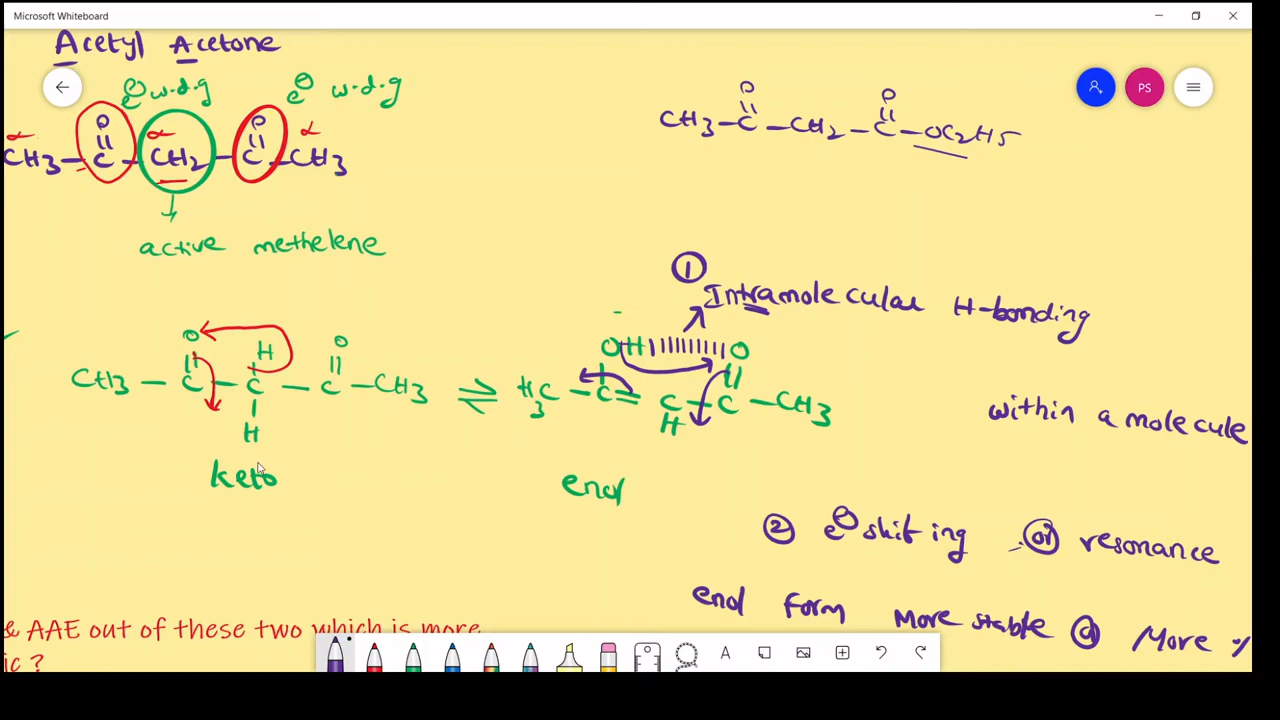 Microsoft Whiteboard
Acetyl Acetone
e⊖ w.d.g e⊖ w.d.g
PS
α α α
O O
CH3 – C – CH2 – C – CH3
O O
CH3 – C – CH2 – C – OC2H5
active methelene
①
Intramolecular H-bonding
O H O
CH3 – C – C – C – CH3
H
keto
⇌
OH |||||||||| O
H3C – C = C – C – CH3
H
enol
within a molecule
② e⊖ shifting or resonance
enol form more stable @ More %
& AAE out of these two which is more
ic ?
A